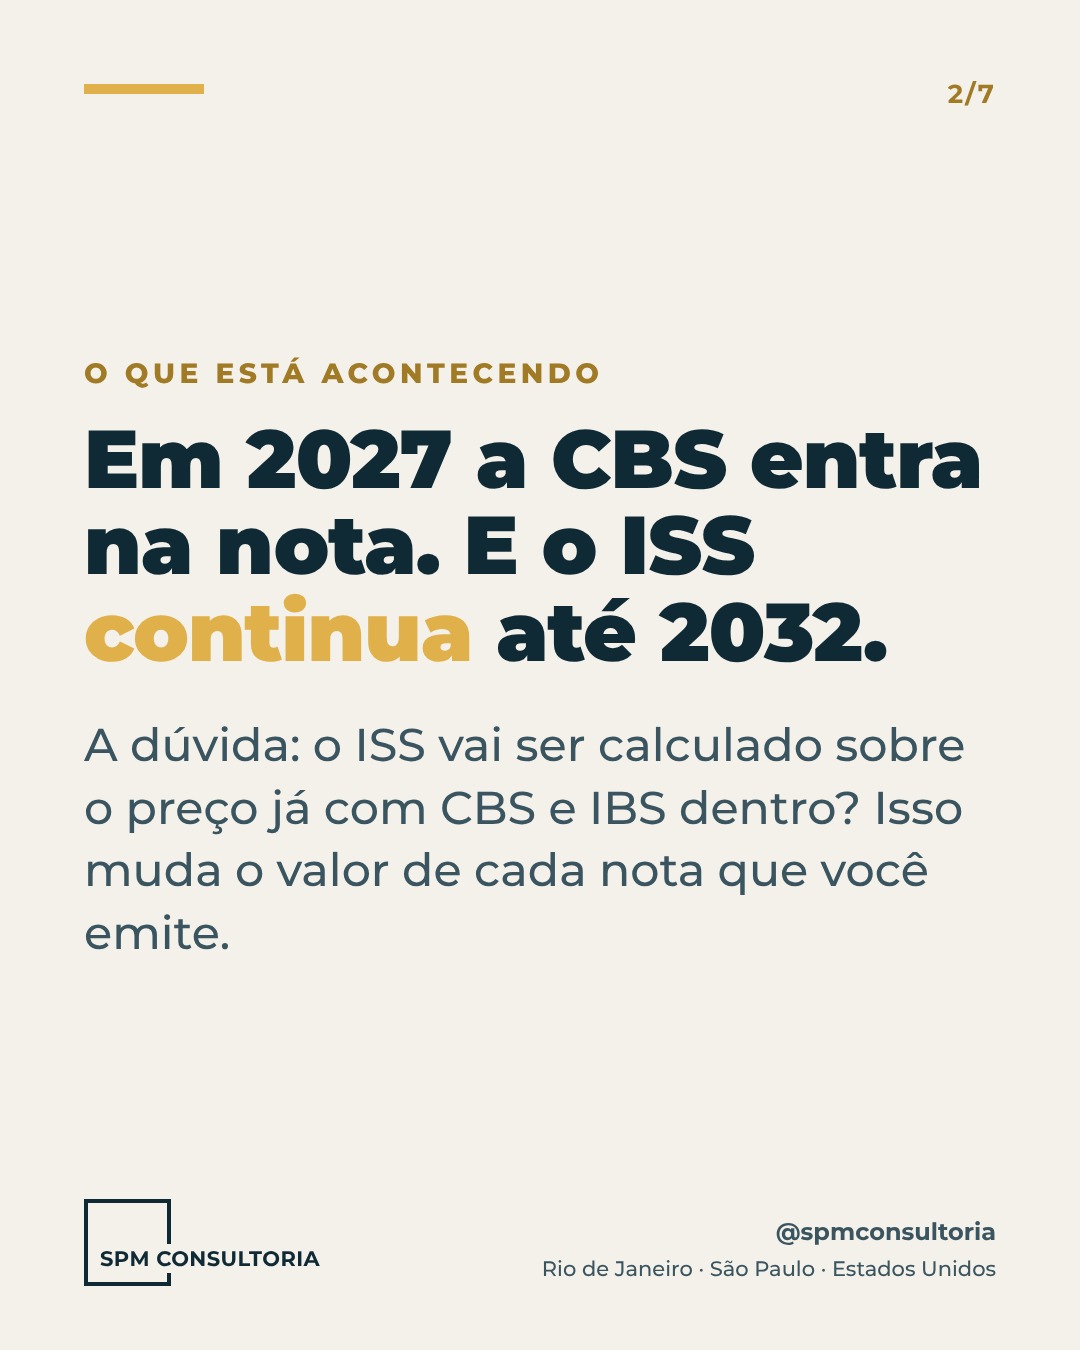 2/7
O QUE ESTÁ ACONTECENDO
Em 2027 a CBS entra
na nota. E o ISS
continua até 2032.
A dúvida: o ISS vai ser calculado sobre
o preço já com CBS e IBS dentro? Isso
muda o valor de cada nota que você
emite.
SPM CONSULTORIA
@spmconsultoria
Rio de Janeiro · São Paulo · Estados Unidos